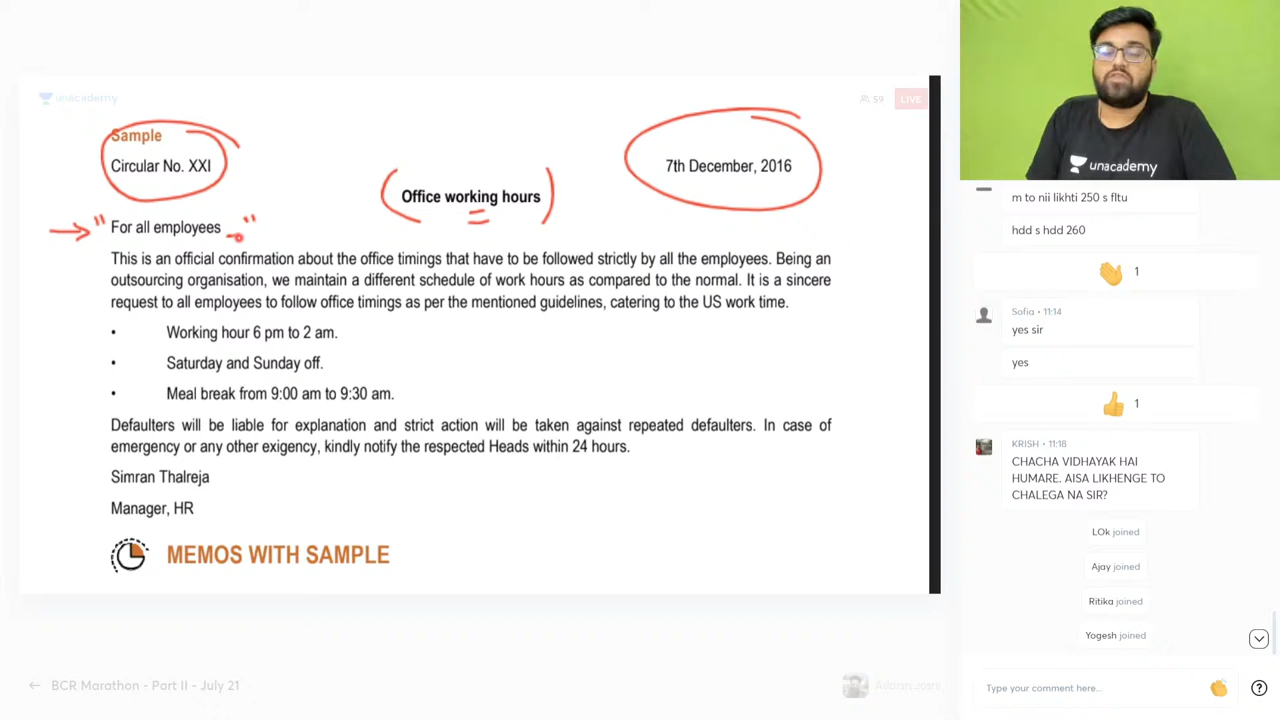 unacademy
59
LIVE
Sample
Circular No. XXI
7th December, 2016
Office working hours
"For all employees"
This is an official confirmation about the office timings that have to be followed strictly by all the employees. Being an
outsourcing organisation, we maintain a different schedule of work hours as compared to the normal. It is a sincere
request to all employees to follow office timings as per the mentioned guidelines, catering to the US work time.
• Working hour 6 pm to 2 am.
• Saturday and Sunday off.
• Meal break from 9:00 am to 9:30 am.
Defaulters will be liable for explanation and strict action will be taken against repeated defaulters. In case of
emergency or any other exigency, kindly notify the respected Heads within 24 hours.
Simran Thalreja
Manager, HR
MEMOS WITH SAMPLE
BCR Marathon - Part II - July 21
unacademy
m to nii likhti 250 s fltu
hdd s hdd 260
1
Sofia • 11:14
yes sir
yes
1
KRISH • 11:18
CHACHA VIDHAYAK HAI
HUMARE. AISA LIKHENGE TO
CHALEGA NA SIR?
LOk joined
Ajay joined
Ritika joined
Yogesh joined
Type your comment here...
?